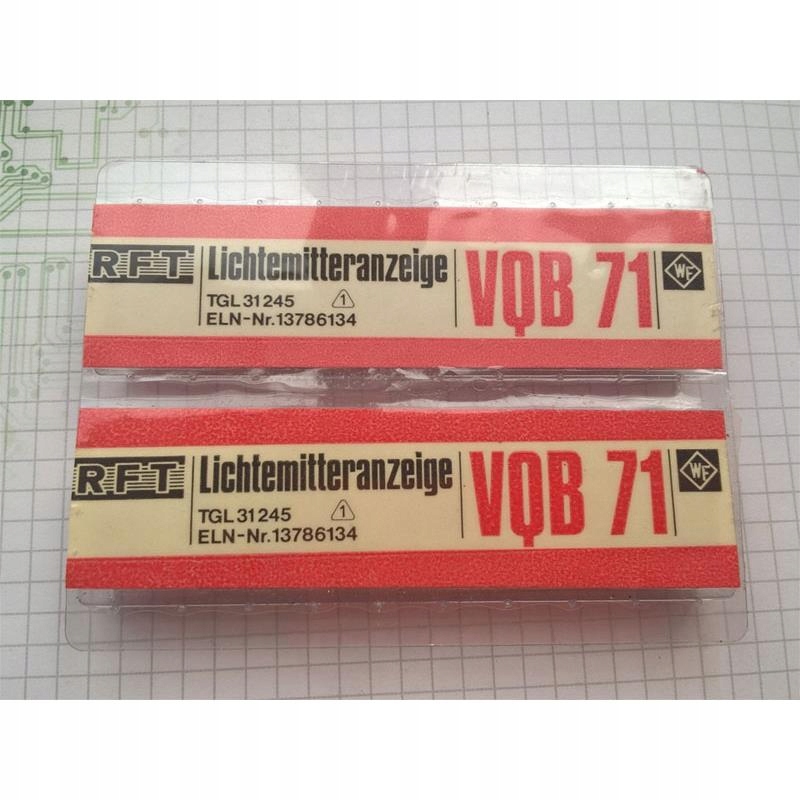 RFT
Lichtemitteranzeige
TGL 31245 1
ELN-Nr.13786134
VQB 71
WF
RFT
Lichtemitteranzeige
TGL 31245 1
ELN-Nr.13786134
VQB 71
WF